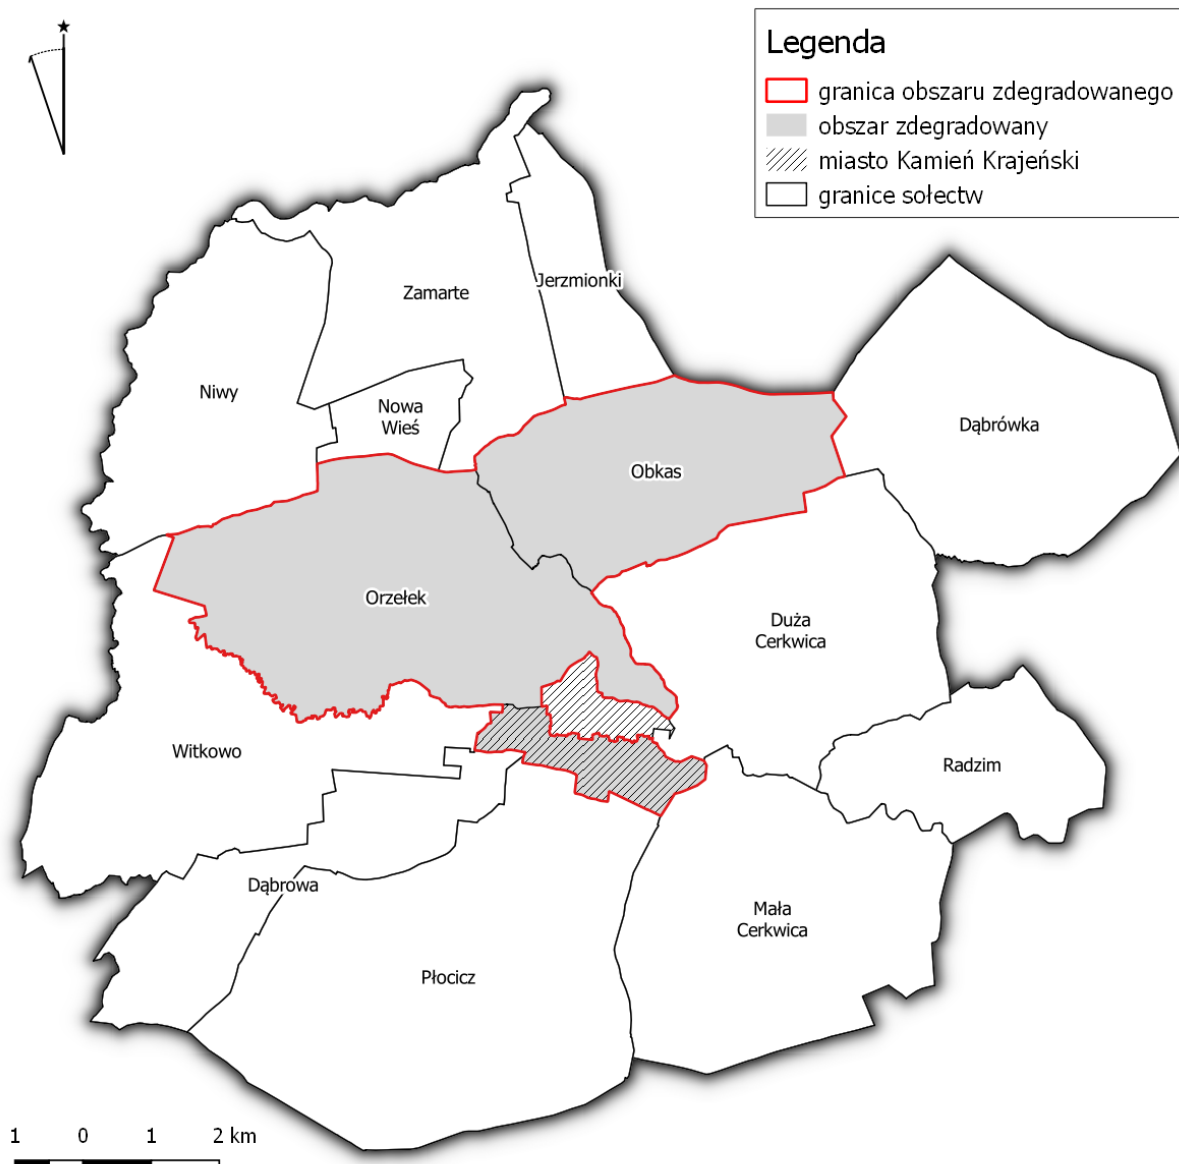 Legenda
granica obszaru zdegradowanego
obszar zdegradowany
miasto Kamień Krajeński
granice sołectw
Jerzmionki
Zamarte
Niwy
Nowa
Wieś
Dąbrówka
Obkas
Orzełek
Duża
Cerkwica
Witkowo
Radzim
Dąbrowa
Mała
Cerkwica
Płocicz
1 0 1 2 km